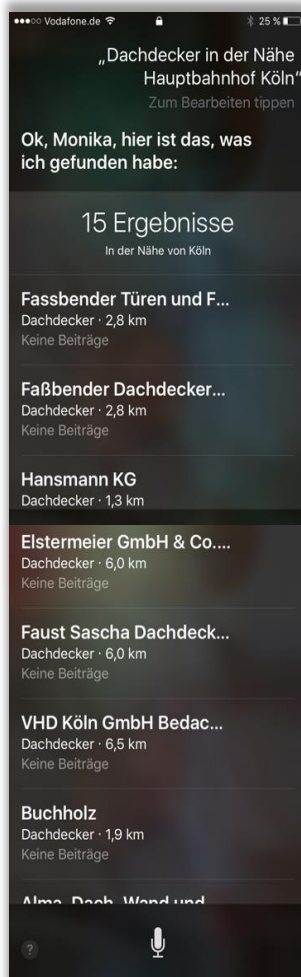 Vodafone.de 25 %
„Dachdecker in der Nähe
Hauptbahnhof Köln“
Zum Bearbeiten tippen
Ok, Monika, hier ist das, was
ich gefunden habe:
15 Ergebnisse
In der Nähe von Köln
Fassbender Türen und F...
Dachdecker · 2,8 km
Keine Beiträge
Faßbender Dachdecker...
Dachdecker · 2,8 km
Keine Beiträge
Hansmann KG
Dachdecker · 1,3 km
Elstermeier GmbH & Co....
Dachdecker · 6,0 km
Keine Beiträge
Faust Sascha Dachdeck...
Dachdecker · 6,0 km
Keine Beiträge
VHD Köln GmbH Bedac...
Dachdecker · 6,5 km
Keine Beiträge
Buchholz
Dachdecker · 1,9 km
Keine Beiträge
Alma Dach, Wand und
?